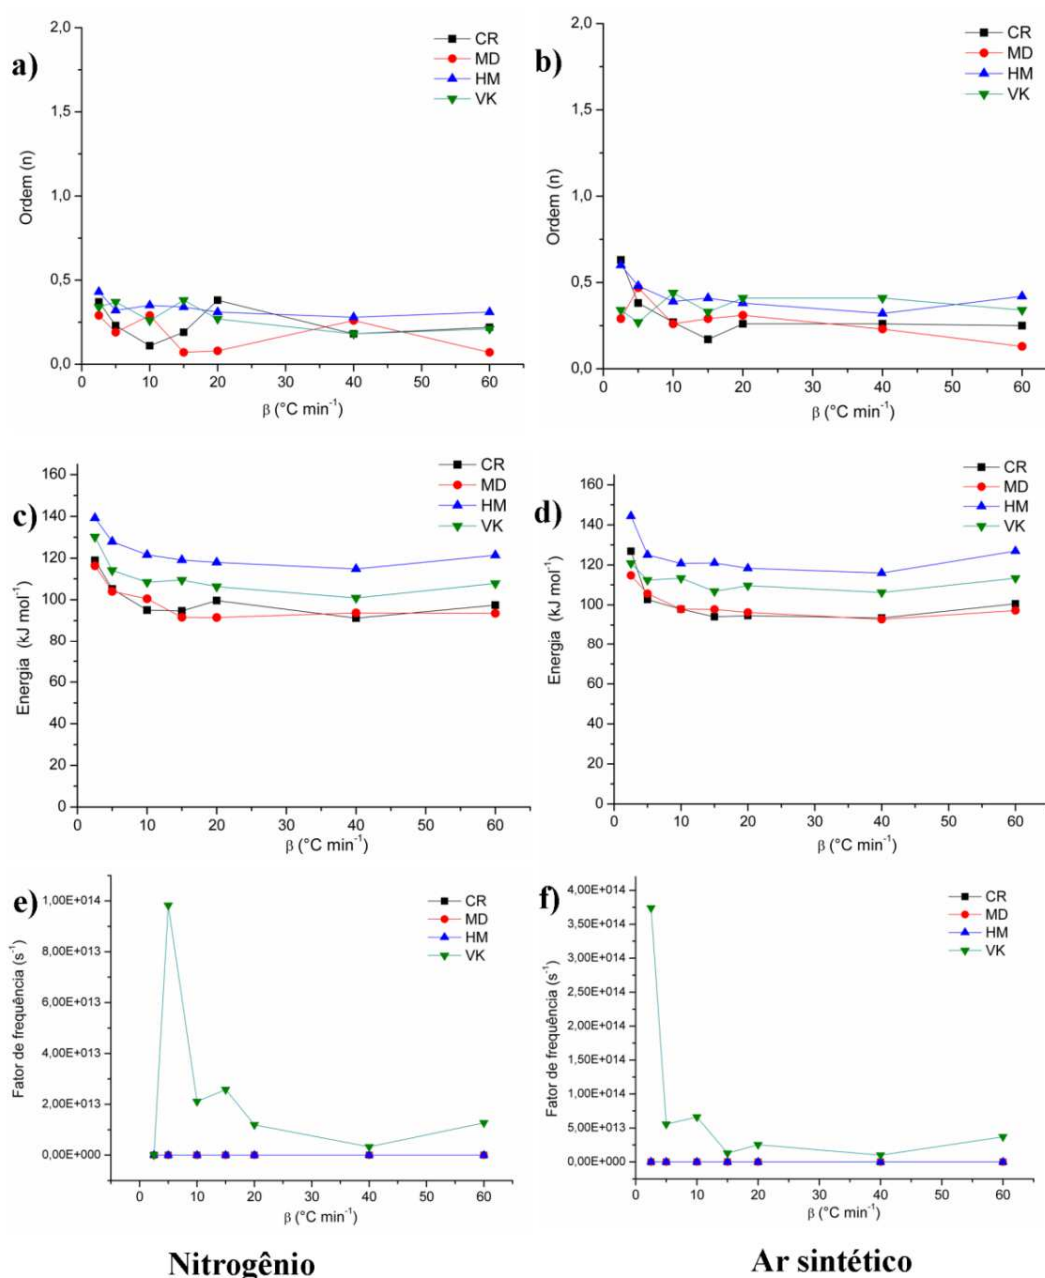 a)
2,0
1,5
1,0
0,5
0,0
Ordem (n)
0 10 20 30 40 50 60
β (°C min⁻¹)
CR
MD
HM
VK
b)
2,0
1,5
1,0
0,5
0,0
Ordem (n)
0 10 20 30 40 50 60
β (°C min⁻¹)
CR
MD
HM
VK
c)
160
140
120
100
80
60
40
20
0
Energia (kJ mol⁻¹)
0 10 20 30 40 50 60
β (°C min⁻¹)
CR
MD
HM
VK
d)
160
140
120
100
80
60
40
20
0
Energia (kJ mol⁻¹)
0 10 20 30 40 50 60
β (°C min⁻¹)
CR
MD
HM
VK
e)
1,00E+014
8,00E+013
6,00E+013
4,00E+013
2,00E+013
0,00E+000
Fator de frequência (s⁻¹)
0 10 20 30 40 50 60
β (°C min⁻¹)
CR
MD
HM
VK
f)
4,00E+014
3,75E+014
3,50E+014
2,25E+014
2,00E+014
1,50E+014
1,00E+014
5,00E+013
0,00E+000
Fator de frequência (s⁻¹)
0 10 20 30 40 50 60
β (°C min⁻¹)
CR
MD
HM
VK
Nitrogênio
Ar sintético